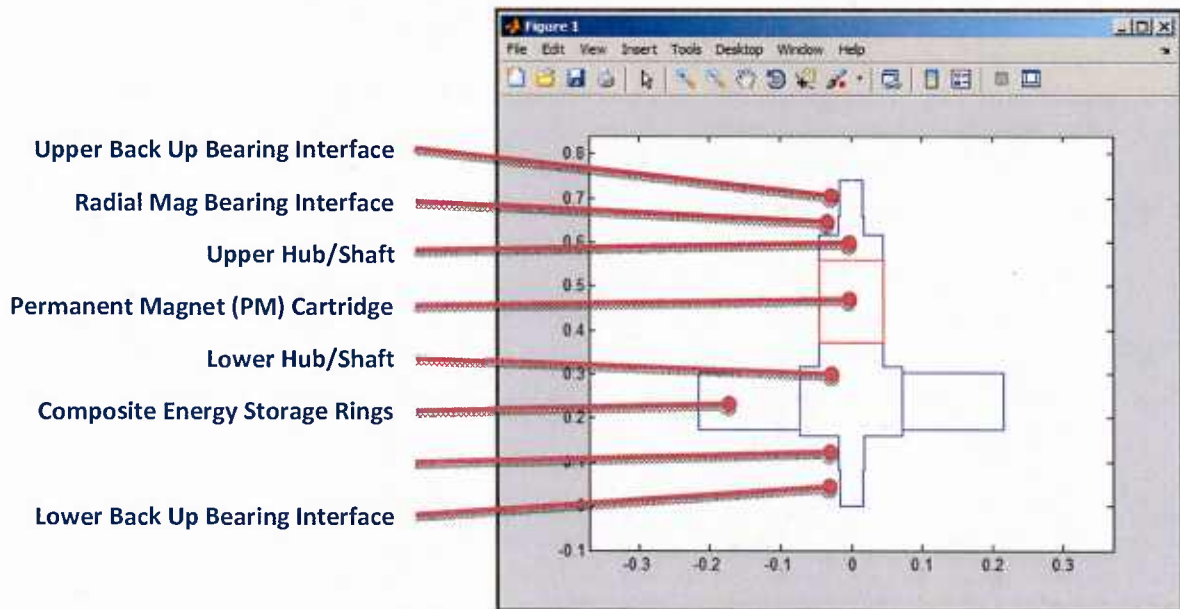 Figure 1
File Edit View Insert Tools Desktop Window Help
Upper Back Up Bearing Interface
Radial Mag Bearing Interface
Upper Hub/Shaft
Permanent Magnet (PM) Cartridge
Lower Hub/Shaft
Composite Energy Storage Rings
Lower Back Up Bearing Interface
0.8
0.7
0.6
0.5
0.4
0.3
0.2
-0.1
-0.3 -0.2 -0.1 0 0.1 0.2 0.3